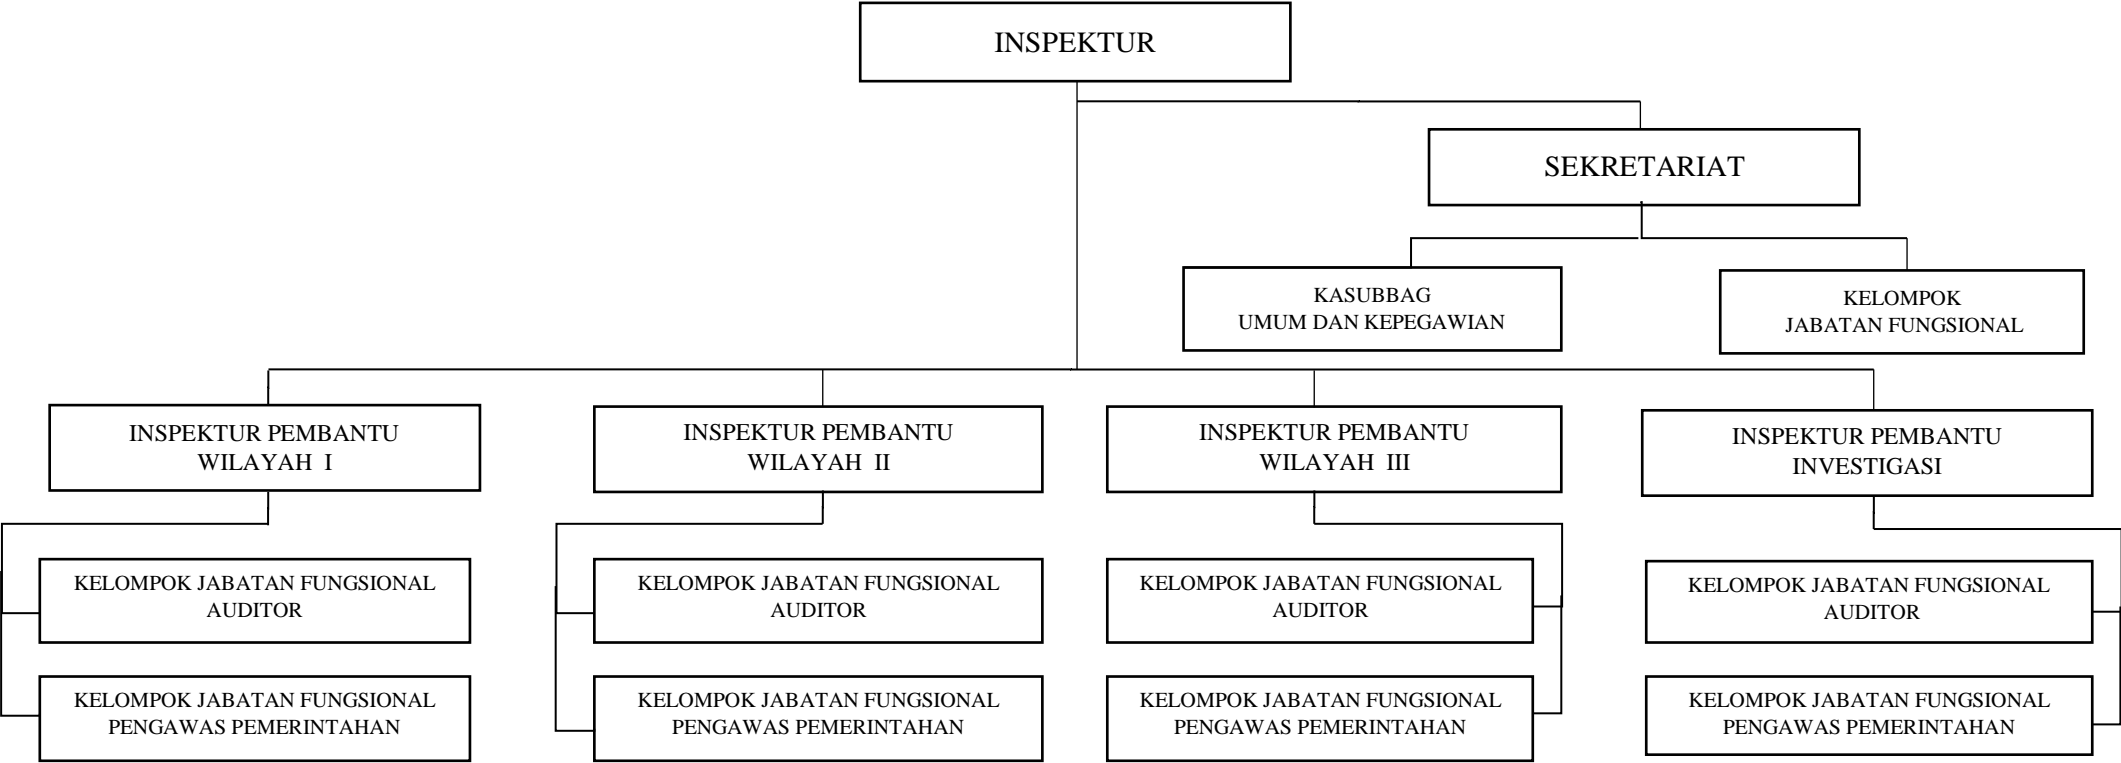 INSPEKTUR
SEKRETARIAT
KASUBBAG
UMUM DAN KEPEGAWIAN
KELOMPOK
JABATAN FUNGSIONAL
INSPEKTUR PEMBANTU
WILAYAH I
INSPEKTUR PEMBANTU
WILAYAH II
INSPEKTUR PEMBANTU
WILAYAH III
INSPEKTUR PEMBANTU
INVESTIGASI
KELOMPOK JABATAN FUNGSIONAL
AUDITOR
KELOMPOK JABATAN FUNGSIONAL
AUDITOR
KELOMPOK JABATAN FUNGSIONAL
AUDITOR
KELOMPOK JABATAN FUNGSIONAL
AUDITOR
KELOMPOK JABATAN FUNGSIONAL
PENGAWAS PEMERINTAHAN
KELOMPOK JABATAN FUNGSIONAL
PENGAWAS PEMERINTAHAN
KELOMPOK JABATAN FUNGSIONAL
PENGAWAS PEMERINTAHAN
KELOMPOK JABATAN FUNGSIONAL
PENGAWAS PEMERINTAHAN